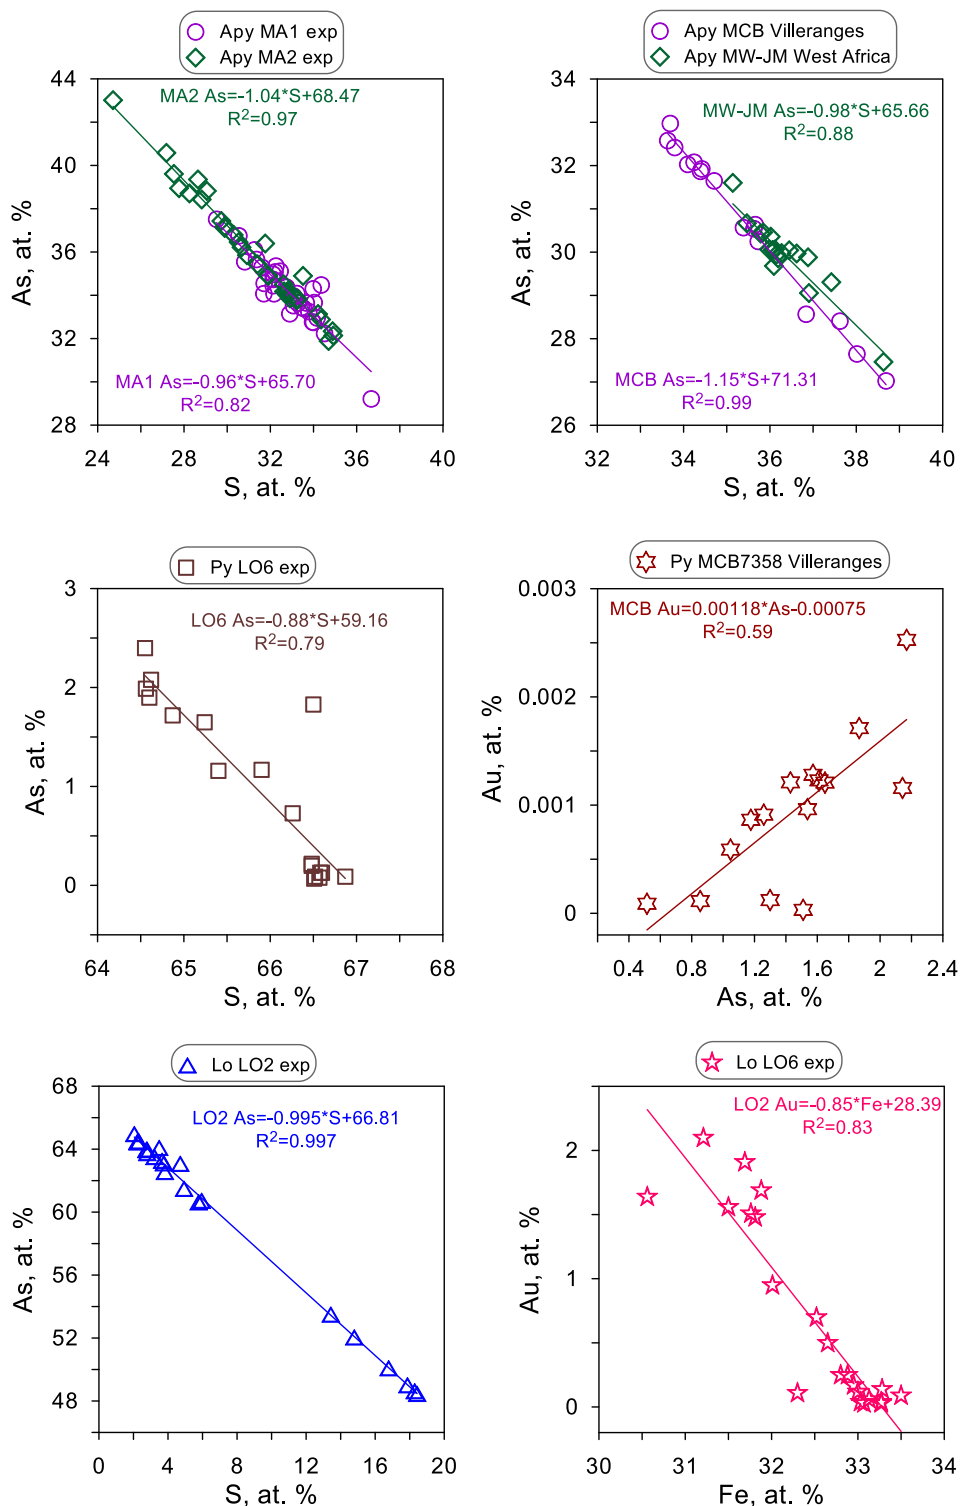 Apy MA1 exp
Apy MA2 exp
44
40
36
32
28
As, at. %
MA2 As=-1.04*S+68.47
R2=0.97
MA1 As=-0.96*S+65.70
R2=0.82
24 28 32 36 40
S, at. %
Apy MCB Villeranges
Apy MW-JM West Africa
34
32
30
28
26
As, at. %
MW-JM As=-0.98*S+65.66
R2=0.88
MCB As=-1.15*S+71.31
R2=0.99
32 34 36 38 40
S, at. %
Py LO6 exp
3
2
1
0
As, at. %
LO6 As=-0.88*S+59.16
R2=0.79
64 65 66 67 68
S, at. %
Py MCB7358 Villeranges
0.003
0.002
0.001
0
Au, at. %
MCB Au=0.00118*As-0.00075
R2=0.59
0.4 0.8 1.2 1.6 2 2.4
As, at. %
Lo LO2 exp
68
64
60
56
52
48
As, at. %
LO2 As=-0.995*S+66.81
R2=0.997
0 4 8 12 16 20
S, at. %
Lo LO6 exp
2
1
0
Au, at. %
LO2 Au=-0.85*Fe+28.39
R2=0.83
30 31 32 33 34
Fe, at. %